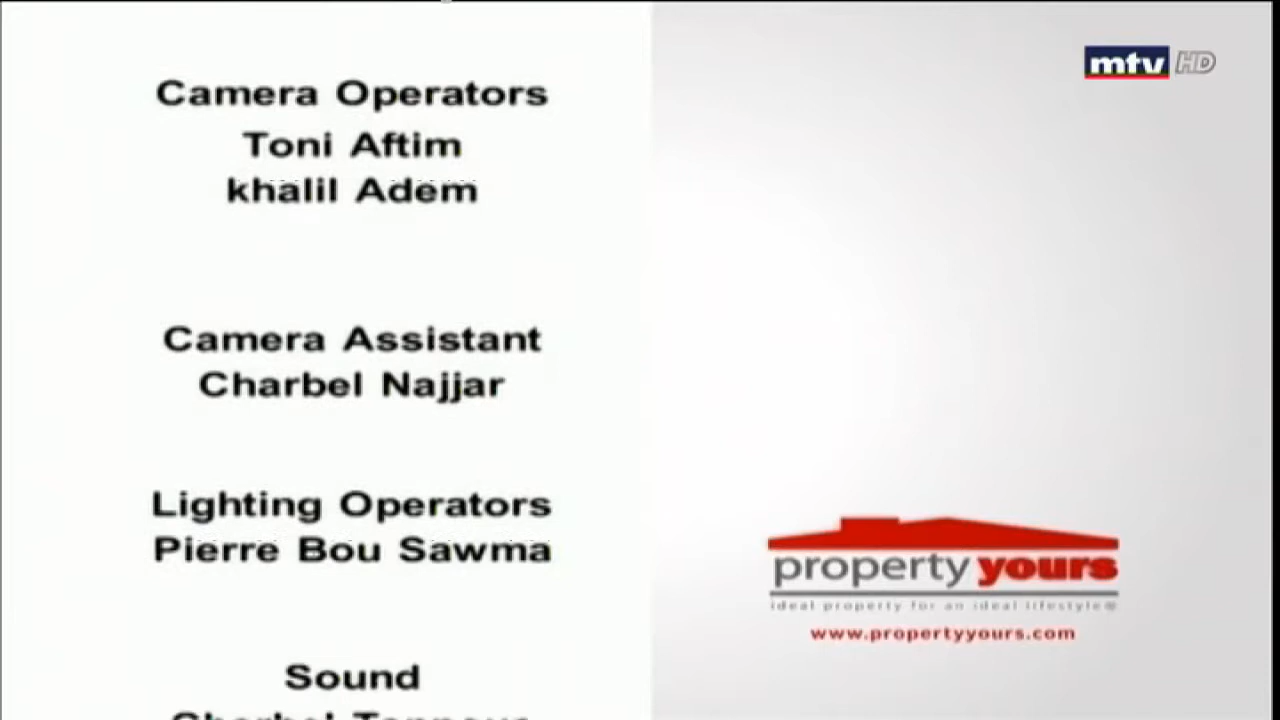 Camera Operators
Toni Aftim
khalil Adem
Camera Assistant
Charbel Najjar
Lighting Operators
Pierre Bou Sawma
Sound
Charbel
mtv HD
property yours
ideal property for an ideal lifestyle®
www.propertyyours.com